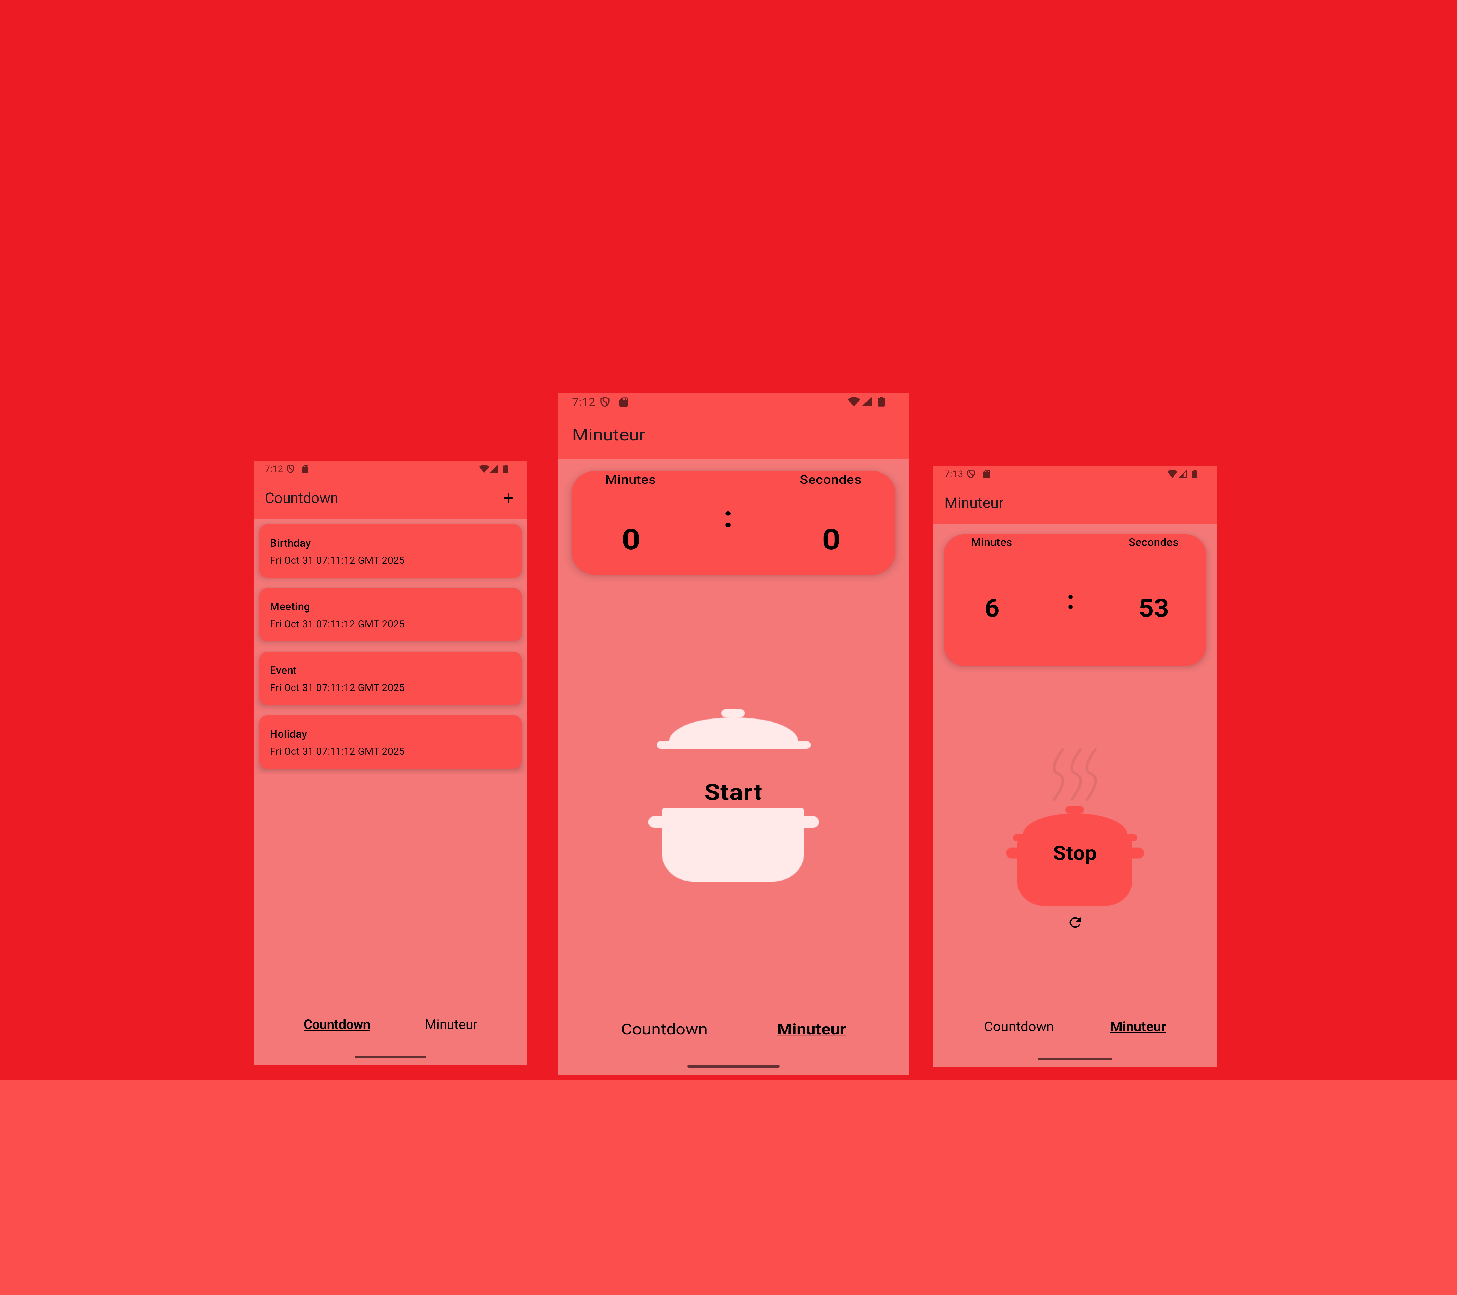 7:12
Countdown +
Birthday
Fri Oct 31 07:11:12 GMT 2025
Meeting
Fri Oct 31 07:11:12 GMT 2025
Event
Fri Oct 31 07:11:12 GMT 2025
Holiday
Fri Oct 31 07:11:12 GMT 2025
Countdown Minuteur
7:12
Minuteur
Minutes Secondes
0 : 0
Start
Countdown Minuteur
7:13
Minuteur
Minutes Secondes
6 : 53
Stop
Countdown Minuteur